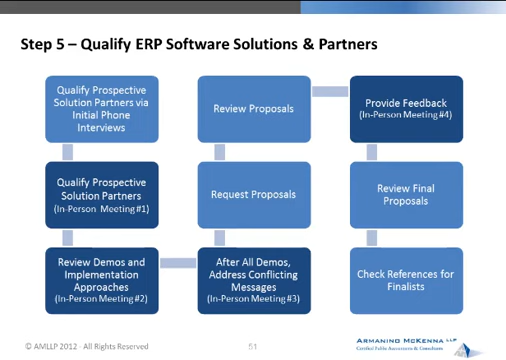 Step 5 – Qualify ERP Software Solutions & Partners
Qualify Prospective
Solution Partners via
Initial Phone
Interviews
Qualify Prospective
Solution Partners
(In-Person Meeting #1)
Review Demos and
Implementation
Approaches
(In-Person Meeting #2)
After All Demos,
Address Conflicting
Messages
(In-Person Meeting #3)
Request Proposals
Review Proposals
Provide Feedback
(In-Person Meeting #4)
Review Final
Proposals
Check References for
Finalists
© AMLLP 2012 - All Rights Reserved
51
ARMANINO MCKENNA LLP
Certified Public Accountants & Consultants